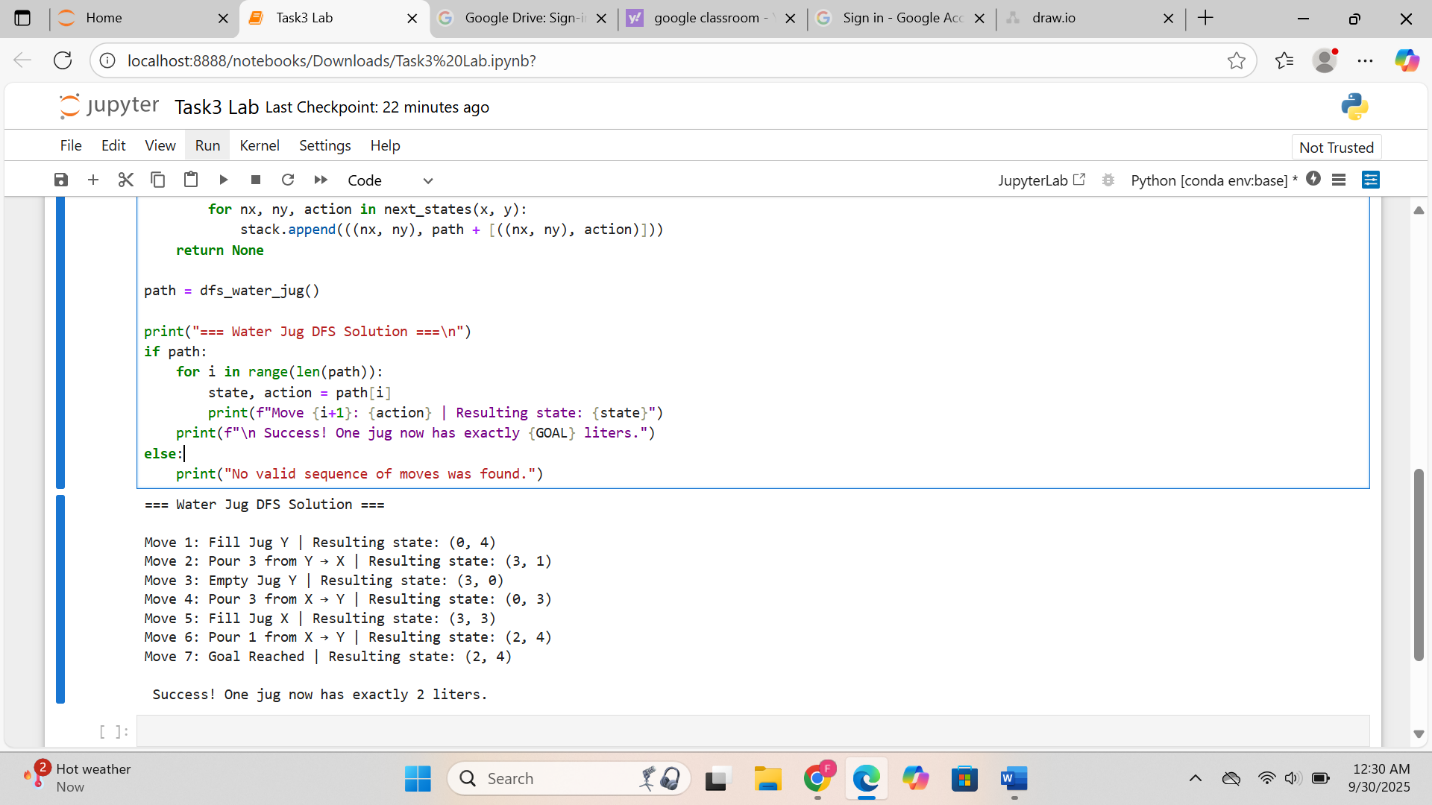 Home
Task3 Lab
Google Drive: Sign-i
google classroom -
Sign in - Google Acc
draw.io
localhost:8888/notebooks/Downloads/Task3%20Lab.ipynb?
jupyter Task3 Lab Last Checkpoint: 22 minutes ago
File Edit View Run Kernel Settings Help
Not Trusted
Code
JupyterLab
Python [conda env:base] *
for nx, ny, action in next_states(x, y):
stack.append(((nx, ny), path + [((nx, ny), action)]))
return None
path = dfs_water_jug()
print("=== Water Jug DFS Solution ===\n")
if path:
for i in range(len(path)):
state, action = path[i]
print(f"Move {i+1}: {action} | Resulting state: {state}")
print(f"\n Success! One jug now has exactly {GOAL} liters.")
else:
print("No valid sequence of moves was found.")
=== Water Jug DFS Solution ===
Move 1: Fill Jug Y | Resulting state: (0, 4)
Move 2: Pour 3 from Y → X | Resulting state: (3, 1)
Move 3: Empty Jug Y | Resulting state: (3, 0)
Move 4: Pour 3 from X → Y | Resulting state: (0, 3)
Move 5: Fill Jug X | Resulting state: (3, 3)
Move 6: Pour 1 from X → Y | Resulting state: (2, 4)
Move 7: Goal Reached | Resulting state: (2, 4)
Success! One jug now has exactly 2 liters.
[ ]:
2
Hot weather
Now
Search
F
W
12:30 AM
9/30/2025